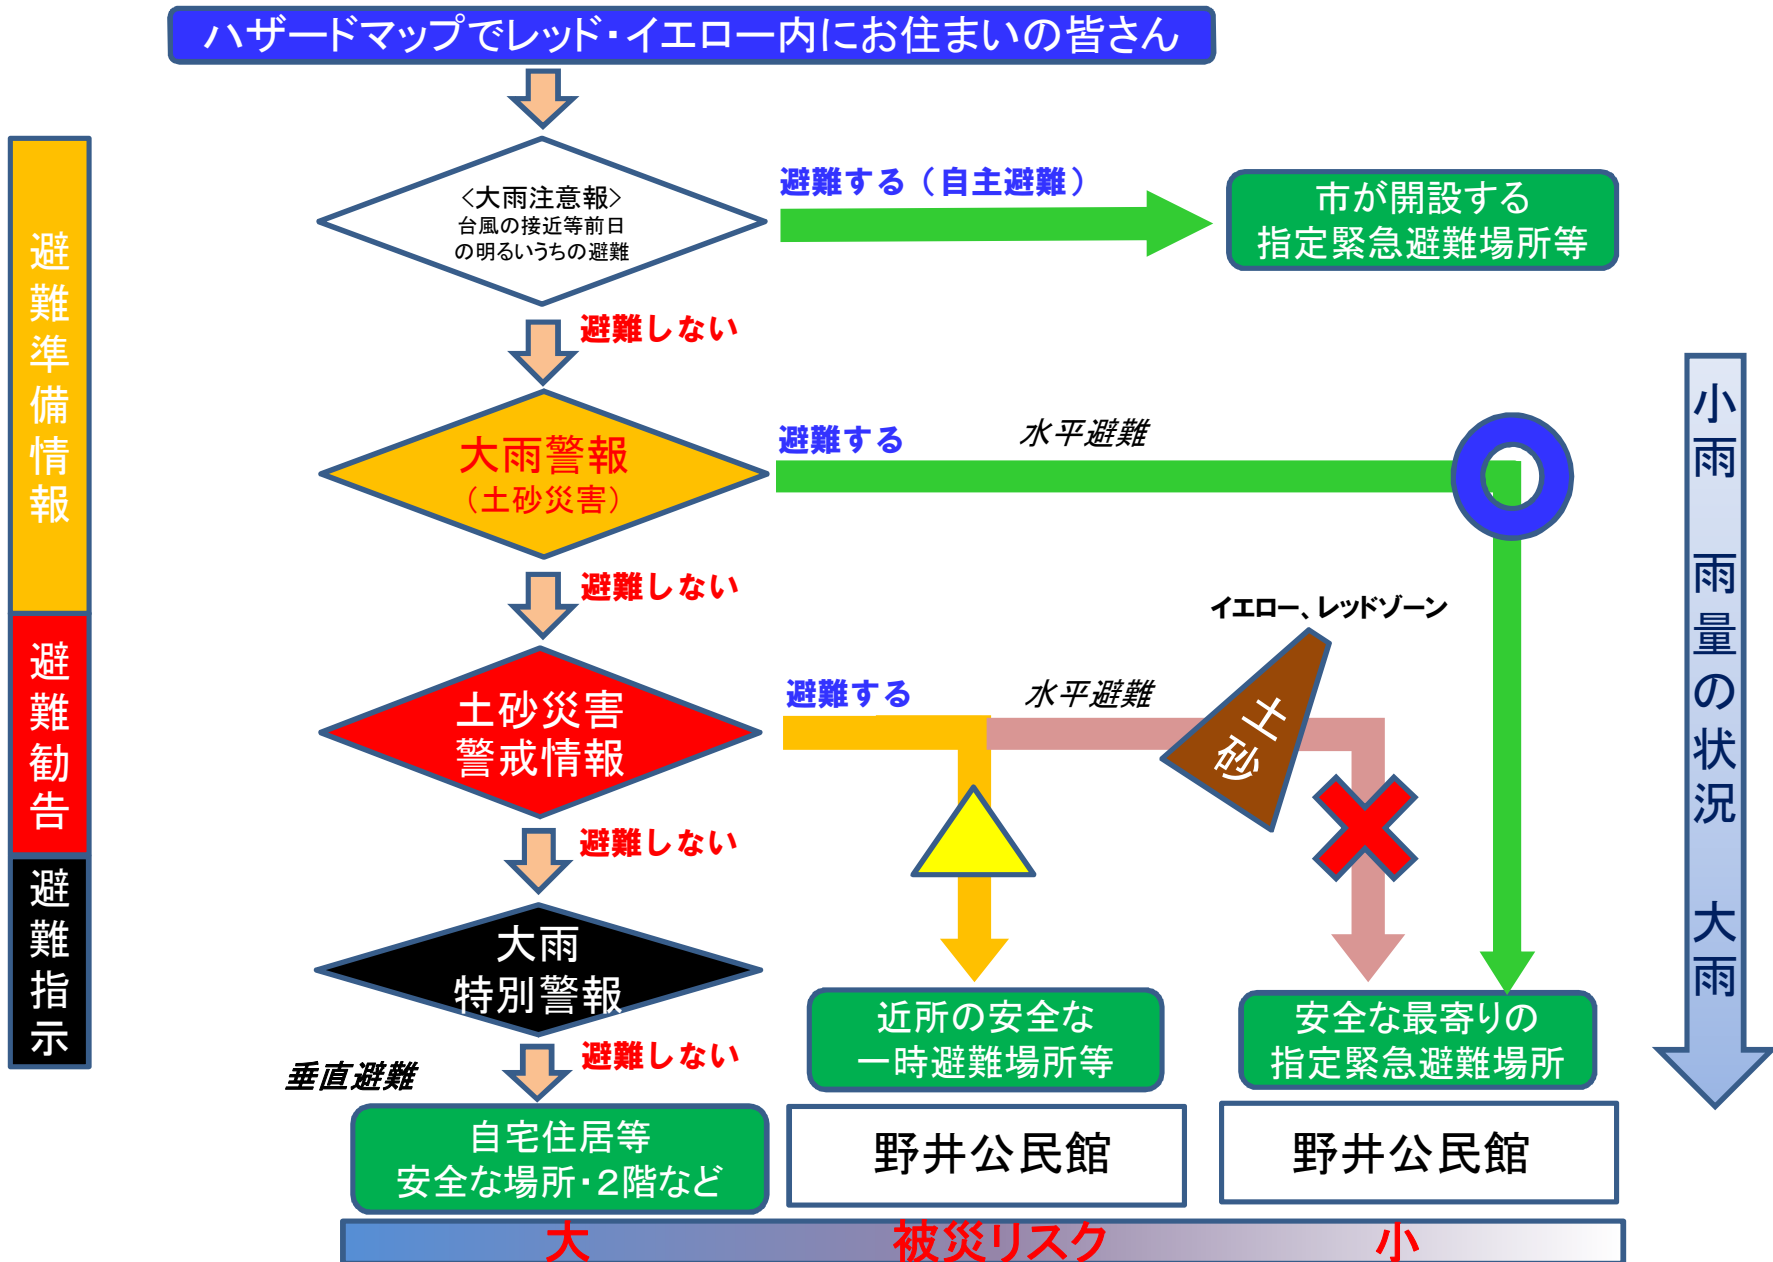 ハザードマップでレッド・イエロー内にお住まいの皆さん
避難準備情報
避難勧告
避難指示
<大雨注意報>
台風の接近等前日
の明るいうちの避難
避難する（自主避難）
市が開設する
指定緊急避難場所等
避難しない
大雨警報
（土砂災害）
避難する
水平避難
避難しない
イエロー、レッドゾーン
土砂災害
警戒情報
避難する
水平避難
土砂
避難しない
大雨
特別警報
避難しない
垂直避難
近所の安全な
一時避難場所等
安全な最寄りの
指定緊急避難場所
自宅住居等
安全な場所・２階など
野井公民館
野井公民館
小雨　雨量の状況　大雨
大　被災リスク　小